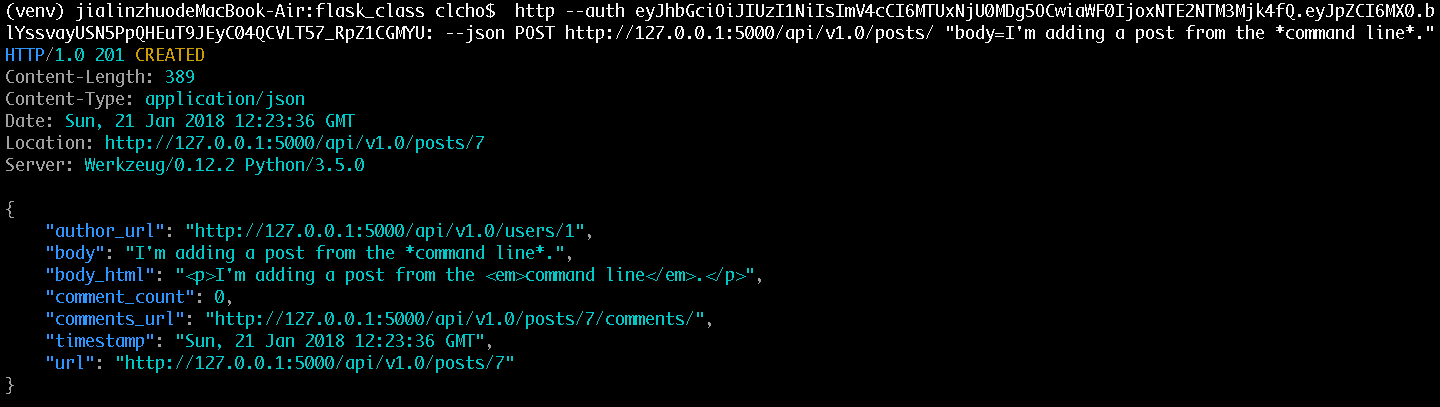 (venv) jialinzhuodeMacBook-Air:flask_class clcho$  http --auth eyJhbGciOiJIUzI1NiIsImV4cCI6MTUxNjU0MDg5OCwiaWF0IjoxNTE2NTM3Mjk4fQ.eyJpZCI6MX0.b
lYssvayUSN5PpQHEuT9JEyC04QCVLT57_RpZ1CGMYU: --json POST http://127.0.0.1:5000/api/v1.0/posts/ "body=I'm adding a post from the *command line*."
HTTP/1.0 201 CREATED
Content-Length: 389
Content-Type: application/json
Date: Sun, 21 Jan 2018 12:23:36 GMT
Location: http://127.0.0.1:5000/api/v1.0/posts/7
Server: Werkzeug/0.12.2 Python/3.5.0
{
    "author_url": "http://127.0.0.1:5000/api/v1.0/users/1",
    "body": "I'm adding a post from the *command line*.",
    "body_html": "<p>I'm adding a post from the <em>command line</em>.</p>",
    "comment_count": 0,
    "comments_url": "http://127.0.0.1:5000/api/v1.0/posts/7/comments/",
    "timestamp": "Sun, 21 Jan 2018 12:23:36 GMT",
    "url": "http://127.0.0.1:5000/api/v1.0/posts/7"
}